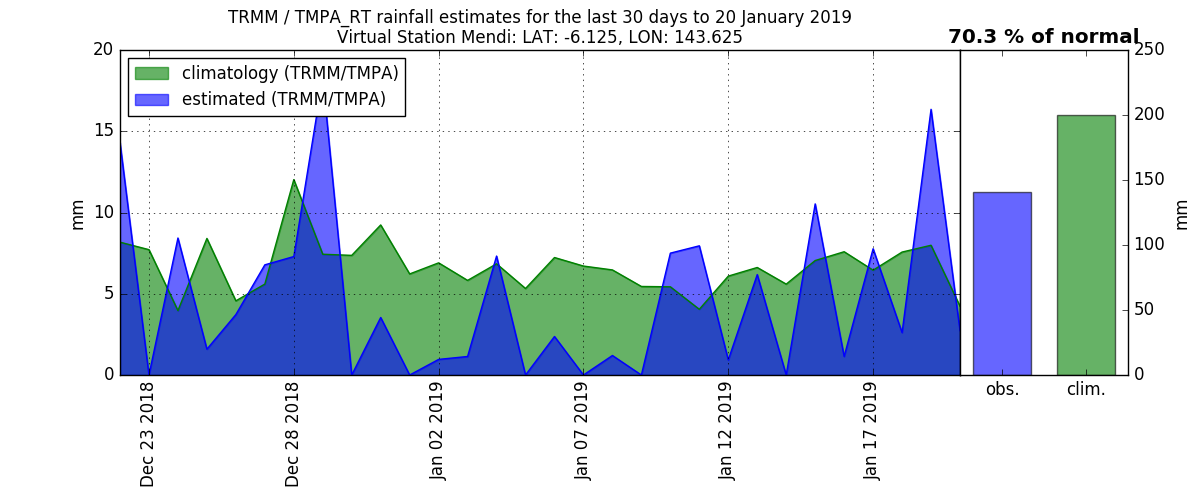 TRMM / TMPA_RT rainfall estimates for the last 30 days to 20 January 2019
Virtual Station Mendi: LAT: -6.125, LON: 143.625
70.3 % of normal
climatology (TRMM/TMPA)
estimated (TRMM/TMPA)
20
15
10
5
0
mm
Dec 23 2018
Dec 28 2018
Jan 02 2019
Jan 07 2019
Jan 12 2019
Jan 17 2019
obs.
clim.
250
200
150
100
50
0
mm